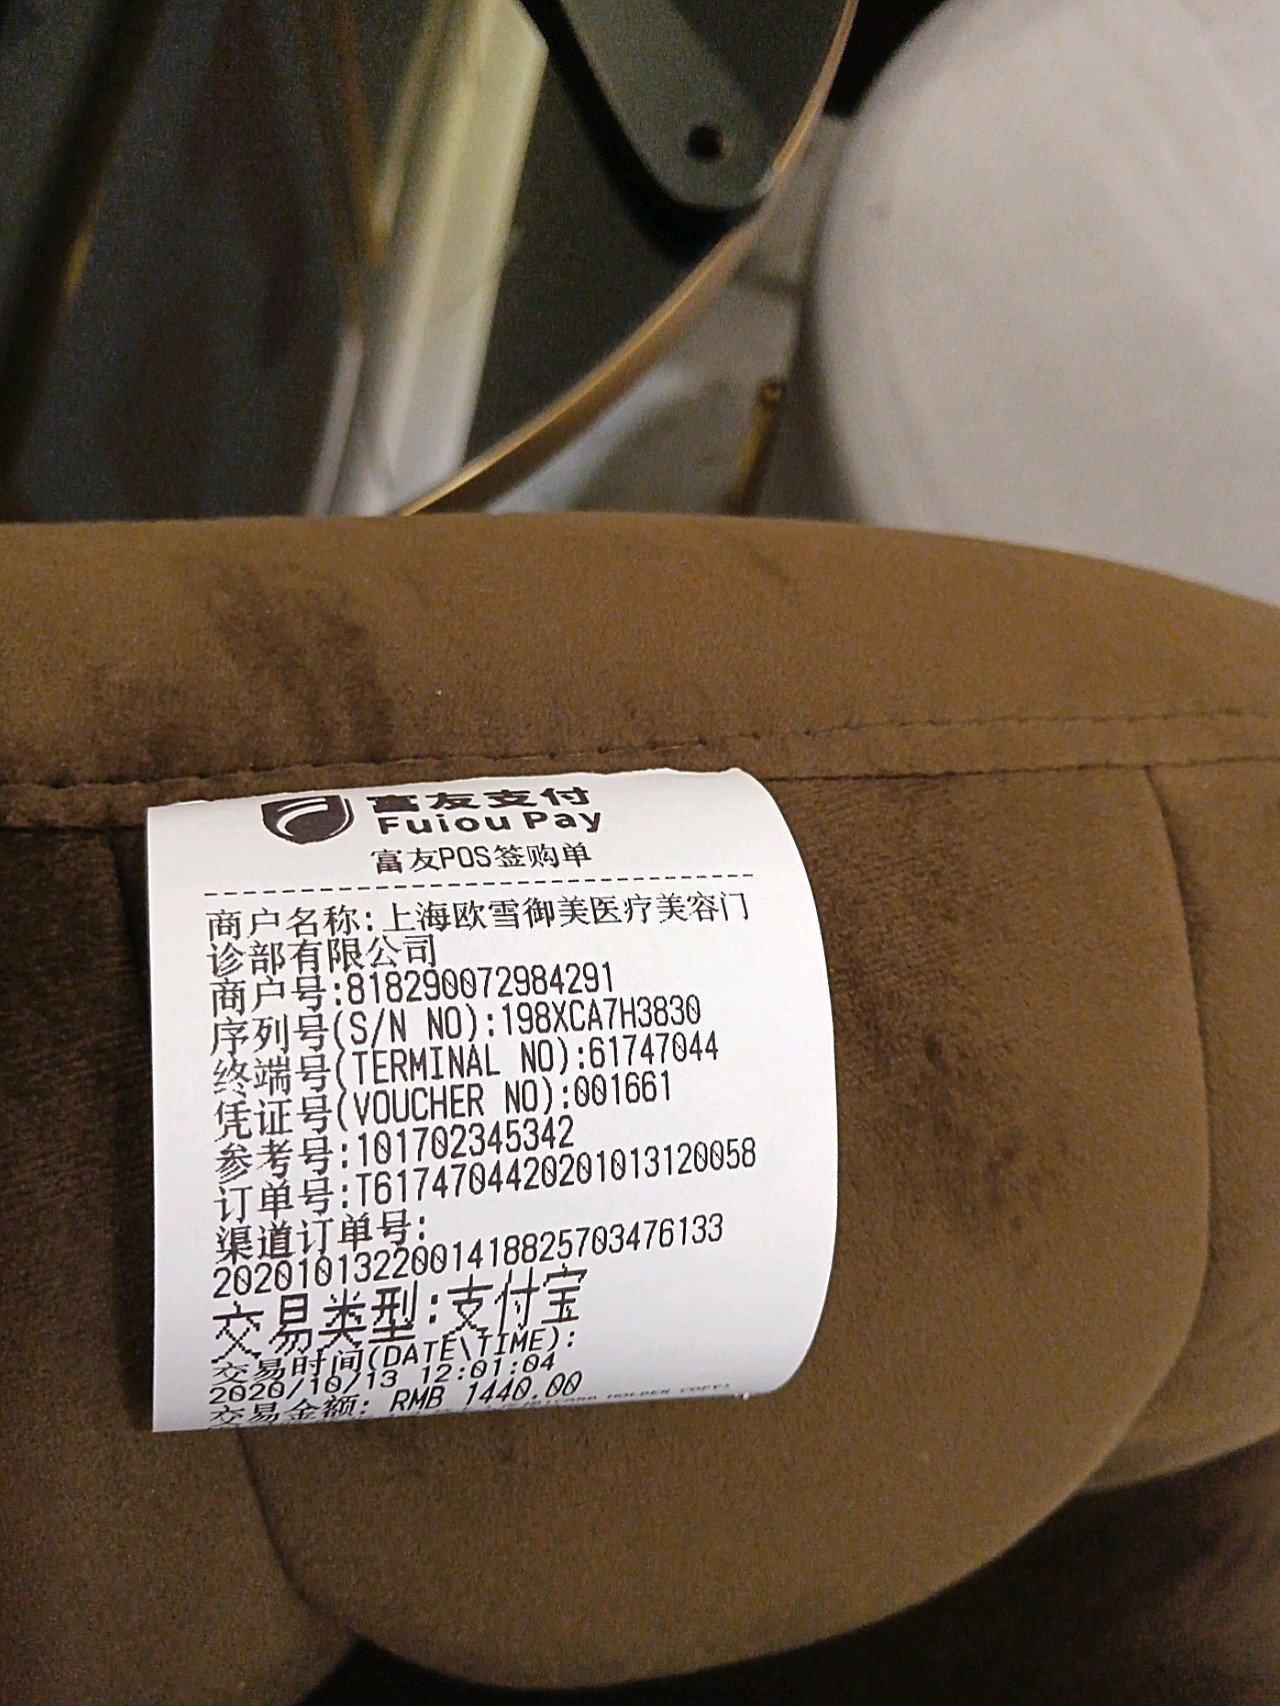 富友支付
Fuiou Pay
富友POS签购单
商户名称:上海欧雪御美医疗美容门
诊部有限公司
商户号:818290072984291
序列号(S/N NO):198XCA7H3830
终端号(TERMINAL NO):61747044
凭证号(VOUCHER NO):001661
参考号:101702345342
订单号:T6174704420201013120058
渠道订单号:
2020101322001418825703476133
交易类型:支付宝
交易时间(DATE\TIME):
2020/10/13 12:01:04
交易金额: RMB 1440.00